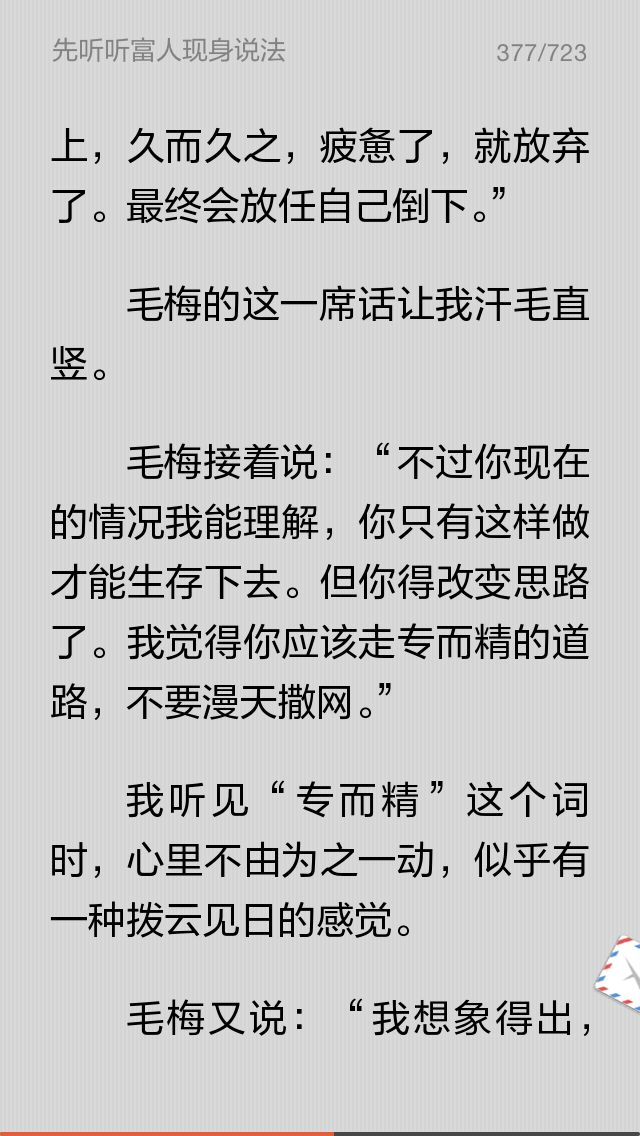 先听听富人现身说法
377/723
上，久而久之，疲惫了，就放弃
了。最终会放任自己倒下。”
毛梅的这一席话让我汗毛直
竖。
毛梅接着说：“不过你现在
的情况我能理解，你只有这样做
才能生存下去。但你得改变思路
了。我觉得你应该走专而精的道
路，不要漫天撒网。”
我听见“专而精”这个词
时，心里不由为之一动，似乎有
一种拨云见日的感觉。
毛梅又说：“我想象得出，